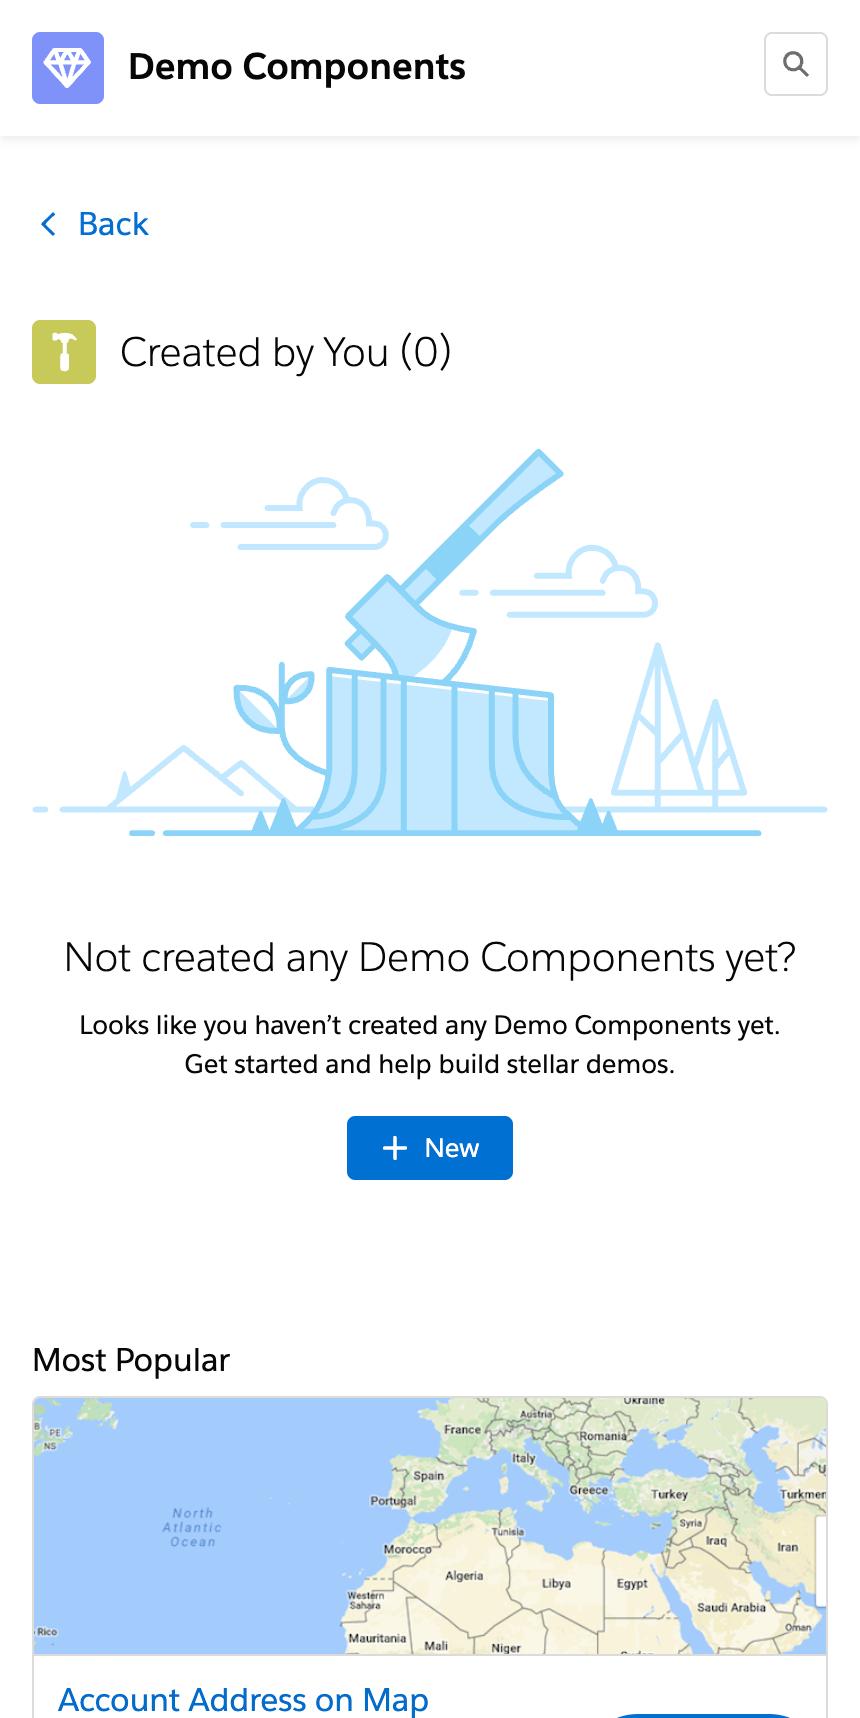 Demo Components
Back
Created by You (0)
Not created any Demo Components yet?
Looks like you haven’t created any Demo Components yet.
Get started and help build stellar demos.
New
Most Popular
Ukraine
B
PE
NS
Austria
France
Romania
Italy
Spain
Greece
Turkey
Turkmen
Portugal
North
Atlantic
Ocean
Syria
Tunisia
Iraq
Iran
Morocco
Algeria
Libya
Egypt
Western
Sahara
Saudi Arabia
Oman
Rico
Mauritania
Mali
Niger
Account Address on Map